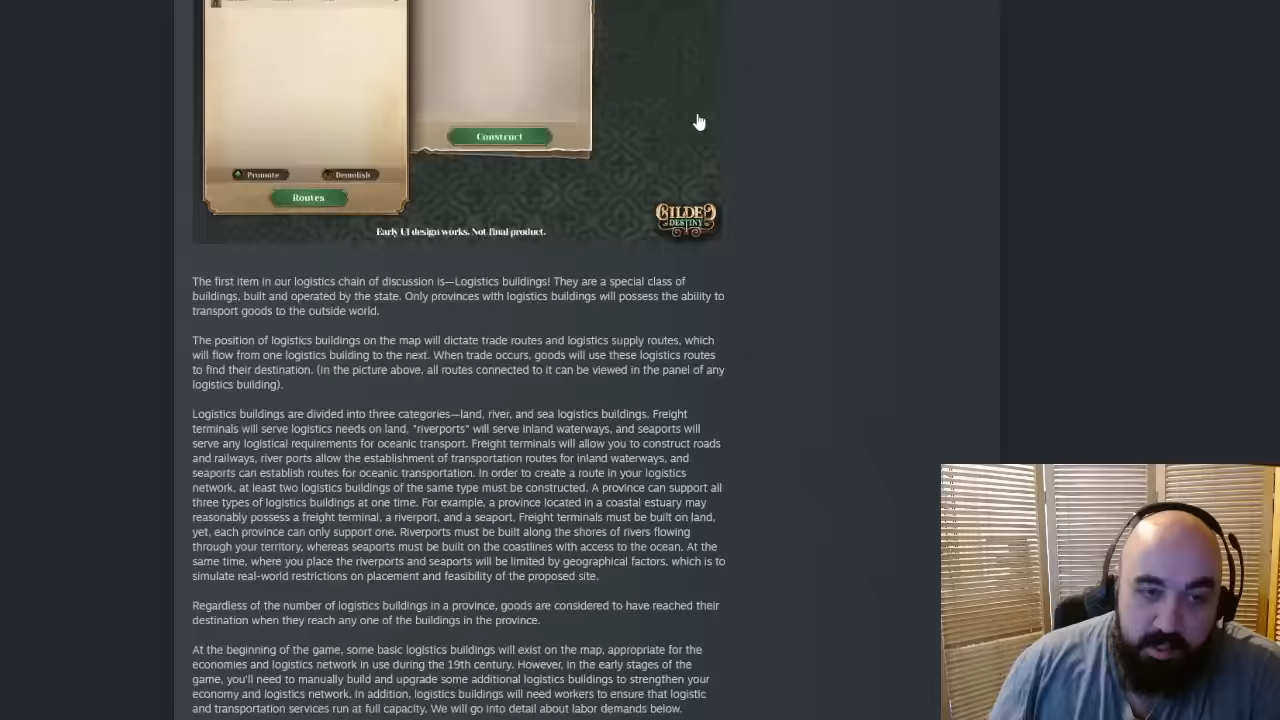 Construct
Promote
Demolish
Routes
GILDED
DESTINY
Early UI design works. Not final product.
The first item in our logistics chain of discussion is—Logistics buildings! They are a special class of
buildings, built and operated by the state. Only provinces with logistics buildings will possess the ability to
transport goods to the outside world.
The position of logistics buildings on the map will dictate trade routes and logistics supply routes, which
will flow from one logistics building to the next. When trade occurs, goods will use these logistics routes
to find their destination. (in the picture above, all routes connected to it can be viewed in the panel of any
logistics building).
Logistics buildings are divided into three categories—land, river, and sea logistics buildings. Freight
terminals will serve logistics needs on land, "riverports" will serve inland waterways, and seaports will
serve any logistical requirements for oceanic transport. Freight terminals will allow you to construct roads
and railways, river ports allow the establishment of transportation routes for inland waterways, and
seaports can establish routes for oceanic transportation. In order to create a route in your logistics
network, at least two logistics buildings of the same type must be constructed. A province can support all
three types of logistics buildings at one time. For example, a province located in a coastal estuary may
reasonably possess a freight terminal, a riverport, and a seaport. Freight terminals must be built on land,
yet, each province can only support one. Riverports must be built along the shores of rivers flowing
through your territory, whereas seaports must be built on the coastlines with access to the ocean. At the
same time, where you place the riverports and seaports will be limited by geographical factors, which is to
simulate real-world restrictions on placement and feasibility of the proposed site.
Regardless of the number of logistics buildings in a province, goods are considered to have reached their
destination when they reach any one of the buildings in the province.
At the beginning of the game, some basic logistics buildings will exist on the map, appropriate for the
economies and logistics network in use during the 19th century. However, in the early stages of the
game, you'll need to manually build and upgrade some additional logistics buildings to strengthen your
economy and logistics network. In addition, logistics buildings will need workers to ensure that logistic
and transportation services run at full capacity. We will go into detail about labor demands below.